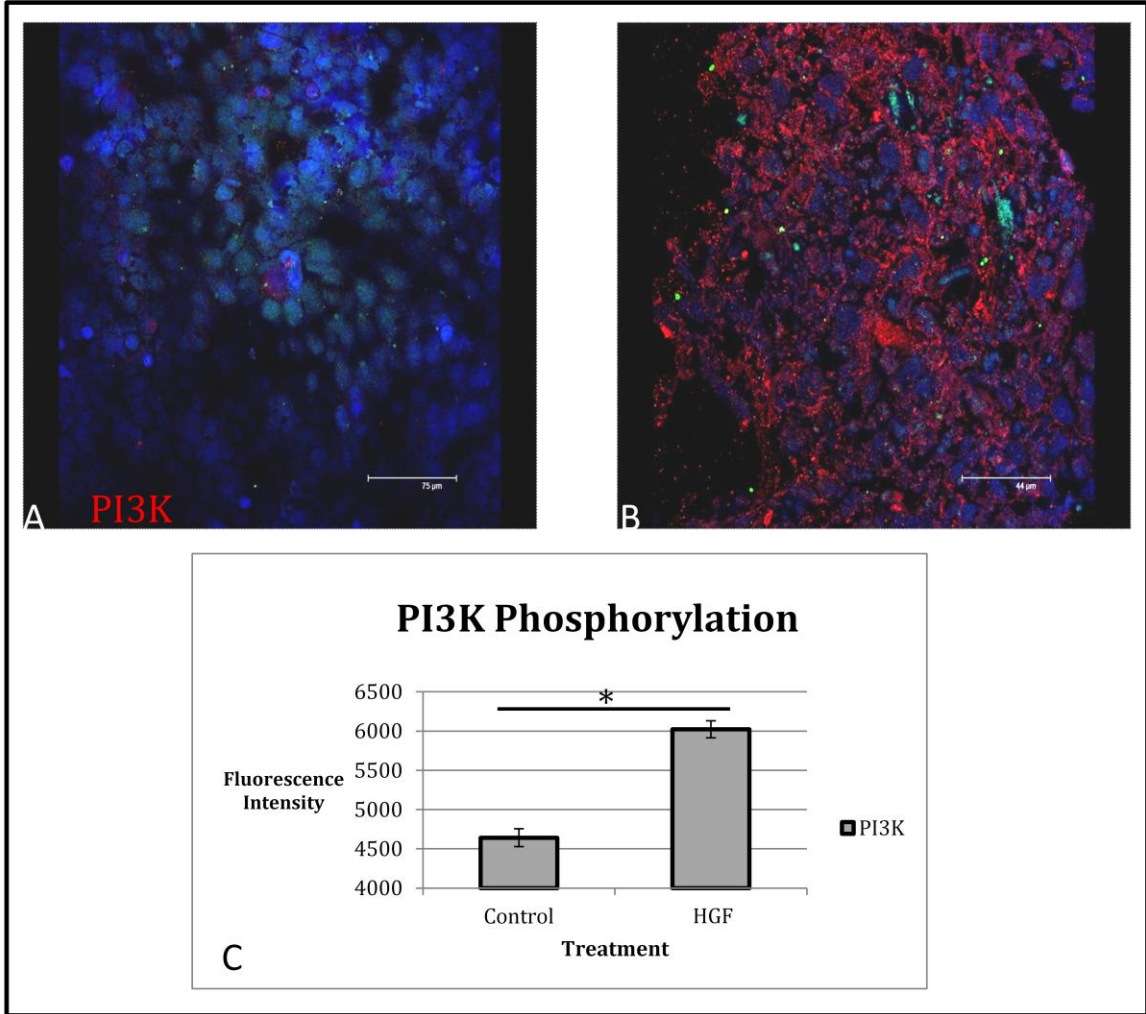 75 µm
A PI3K
44 µm
B
PI3K Phosphorylation
6500
6000
5500
5000
4500
4000
*
Fluorescence
Intensity
PI3K
Control HGF
Treatment
C